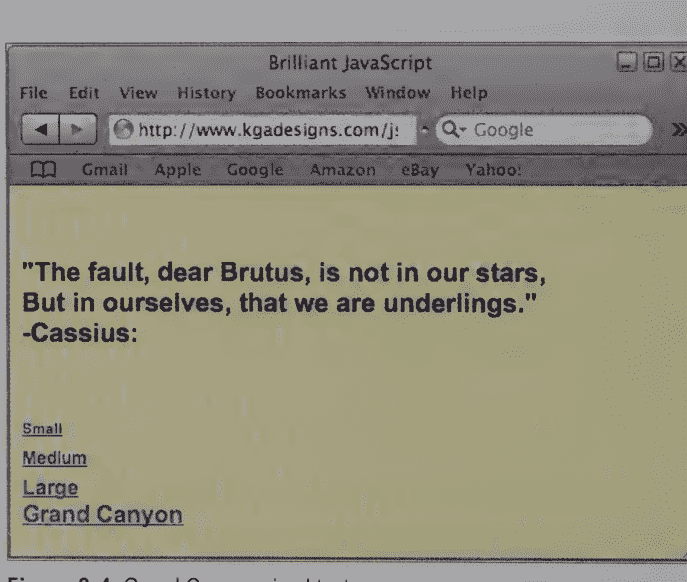 Brilliant JavaScript
File Edit View History Bookmarks Window Help
http://www.kgadesigns.com/j Google
Gmail Apple Google Amazon eBay Yahoo!
"The fault, dear Brutus, is not in our stars,
But in ourselves, that we are underlings."
-Cassius:
Small
Medium
Large
Grand Canyon